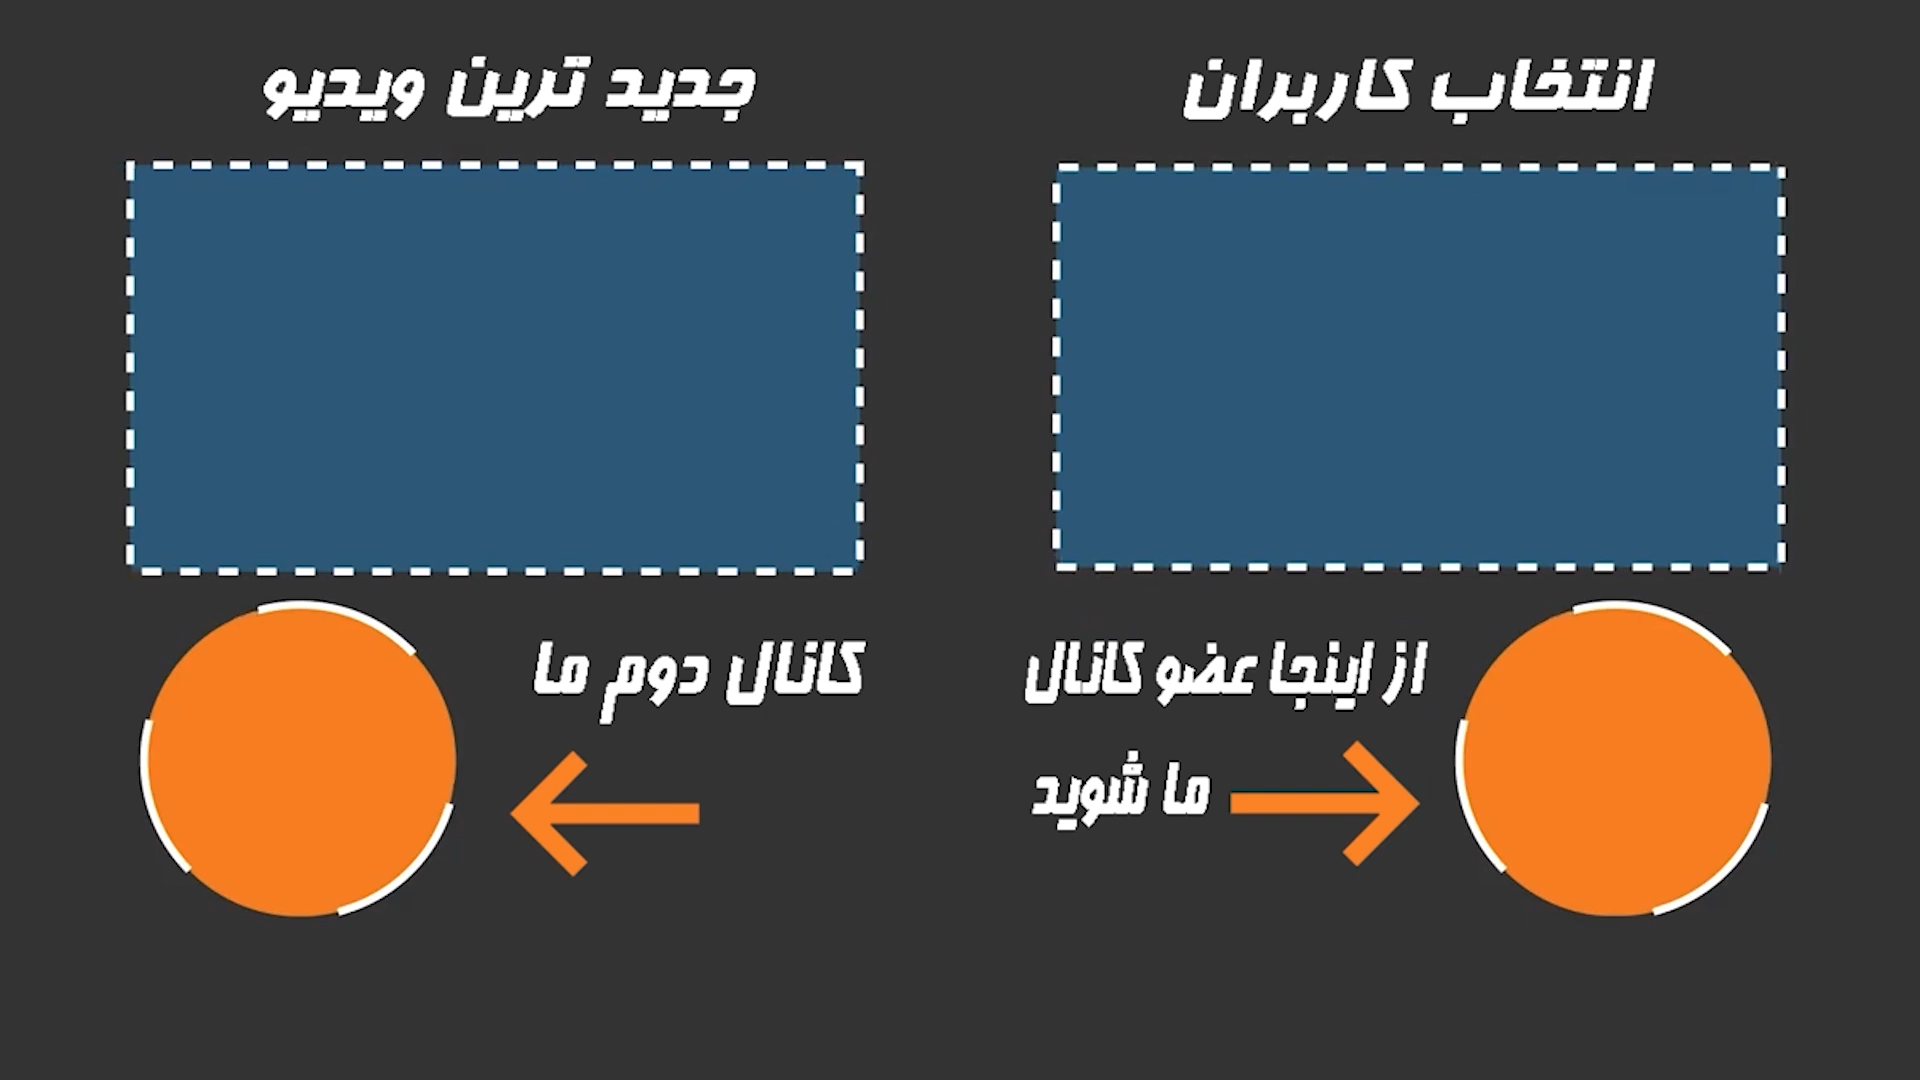 انتخاب کاربران
جدید ترین ویدیو
از اینجا عضو کانال
ما شوید
کانال دوم ما